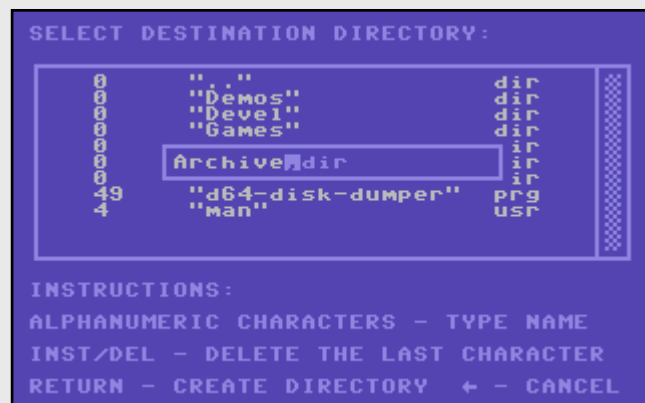 SELECT DESTINATION DIRECTORY:
0 ".." dir
0 "Demos" dir
0 "Devel" dir
0 "Games" dir
0 ir
0 Archive,dir ir
0 ir
49 "d64-disk-dumper" prg
4 "man" usr
INSTRUCTIONS:
ALPHANUMERIC CHARACTERS - TYPE NAME
INST/DEL - DELETE THE LAST CHARACTER
RETURN - CREATE DIRECTORY ← - CANCEL